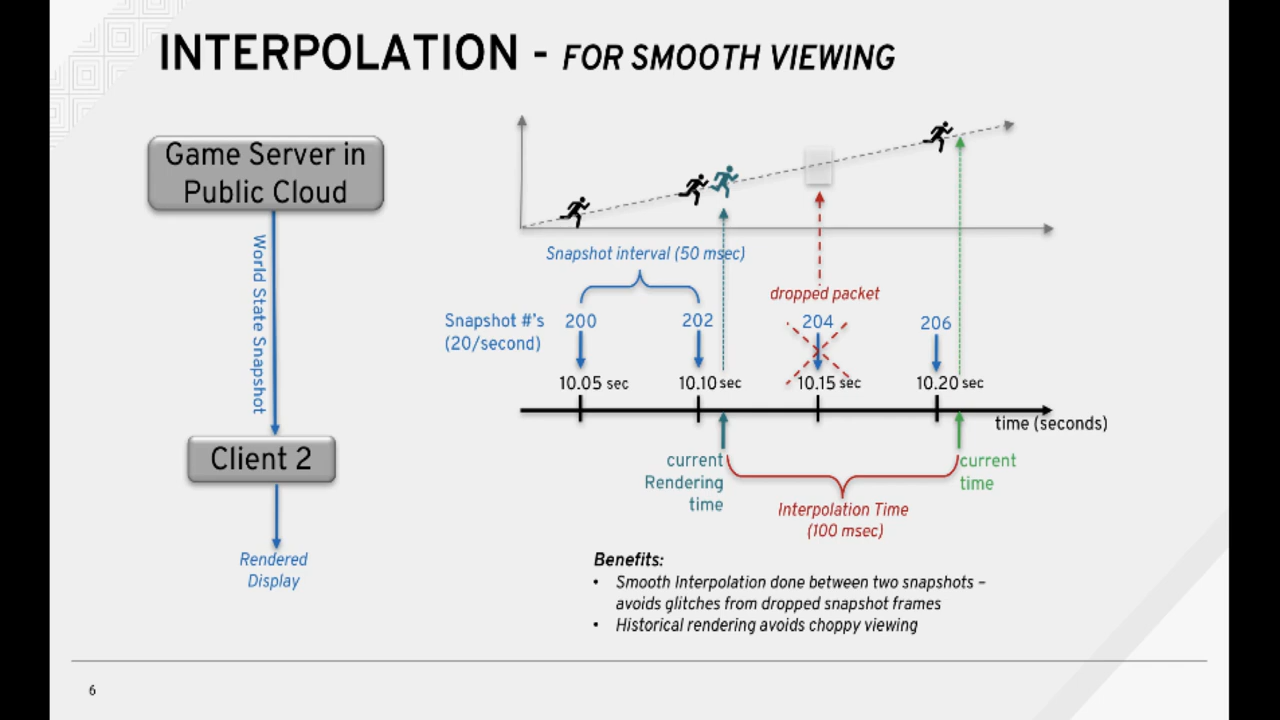 INTERPOLATION - FOR SMOOTH VIEWING
Game Server in
Public Cloud
World State Snapshot
Client 2
Rendered
Display
Snapshot interval (50 msec)
dropped packet
Snapshot #'s
(20/second)
200
202
204
206
10.05 sec
10.10 sec
10.15 sec
10.20 sec
time (seconds)
current
Rendering
time
current
time
Interpolation Time
(100 msec)
Benefits:
• Smooth Interpolation done between two snapshots –
avoids glitches from dropped snapshot frames
• Historical rendering avoids choppy viewing
6